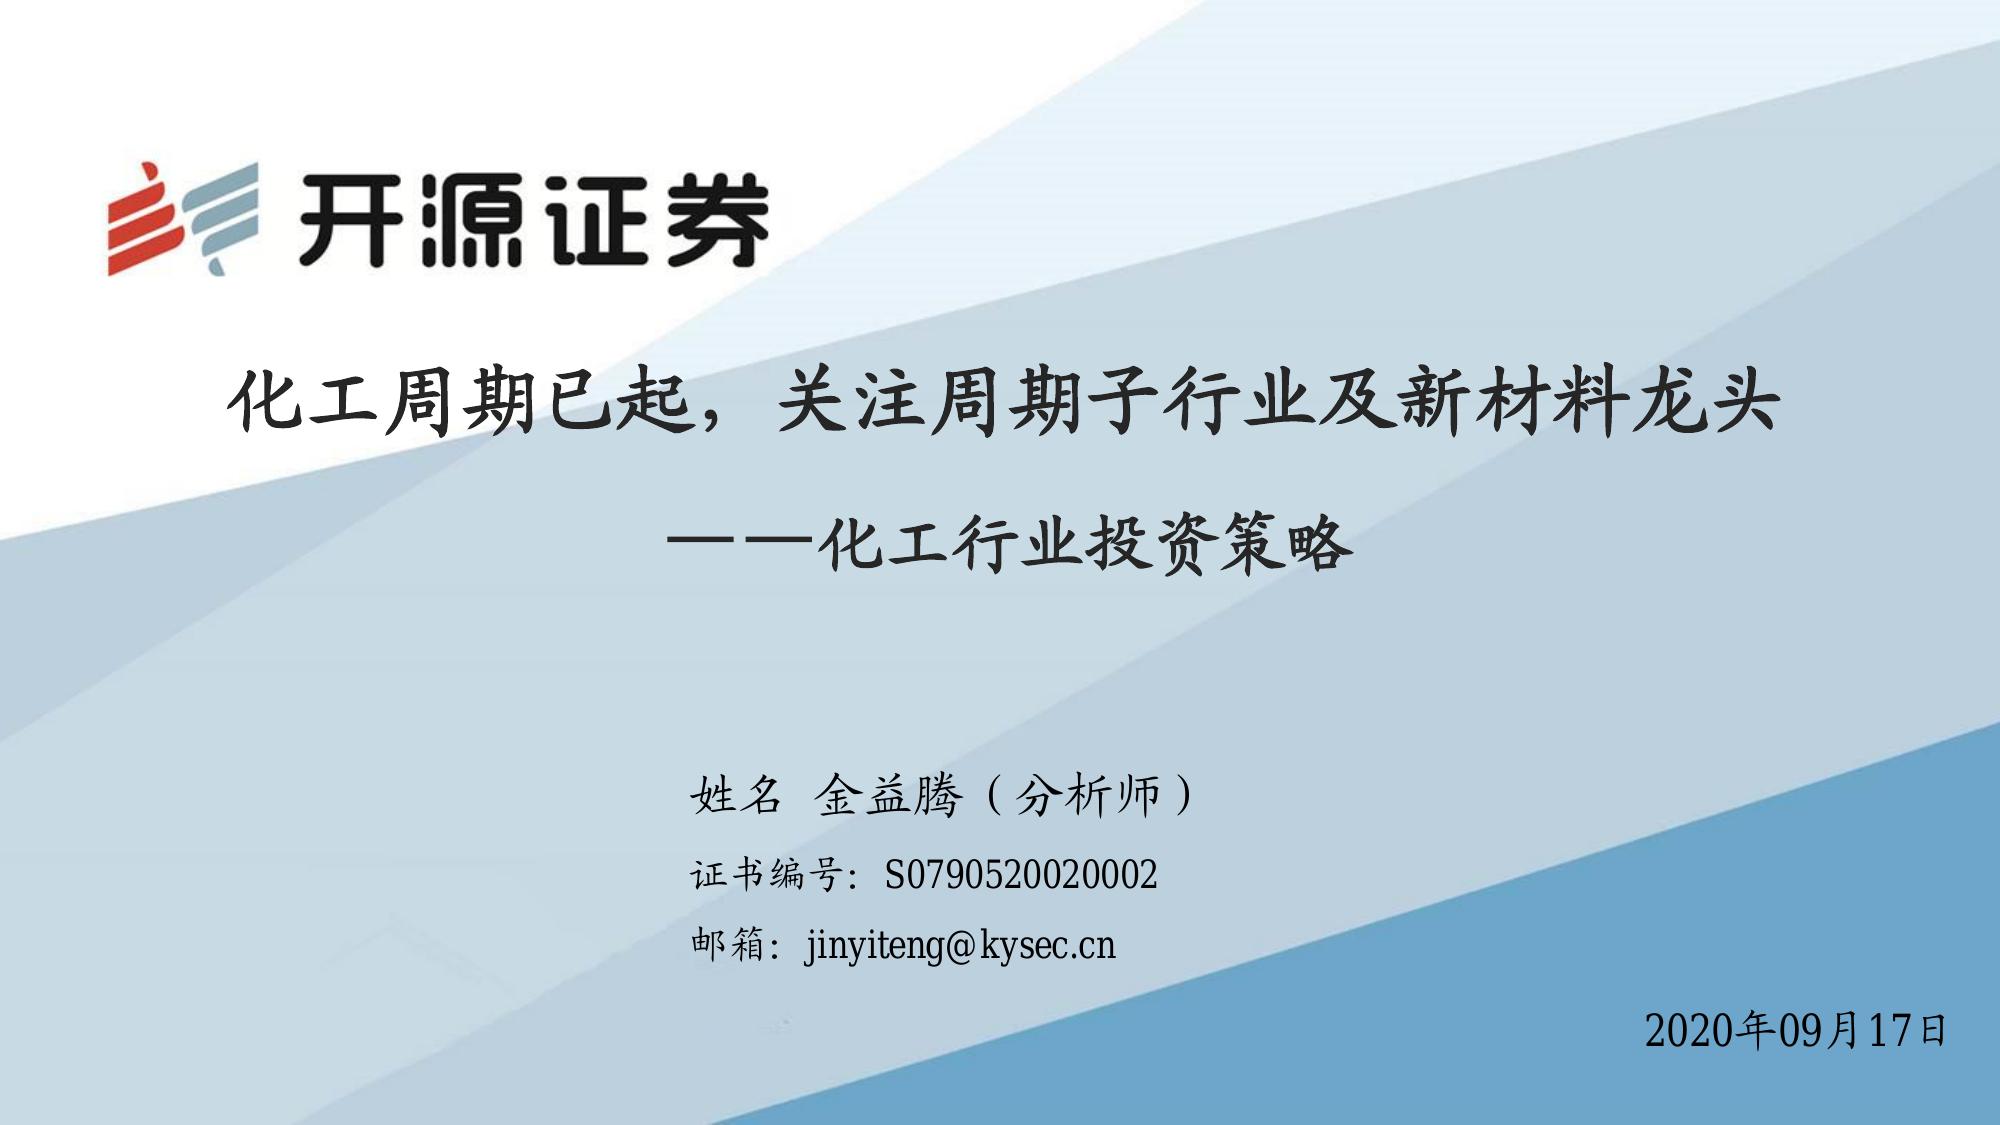 开源证券
化工周期已起，关注周期子行业及新材料龙头
——化工行业投资策略
姓名 金益腾（分析师）
证书编号：S0790520020002
邮箱：jinyiteng@kysec.cn
2020年09月17日